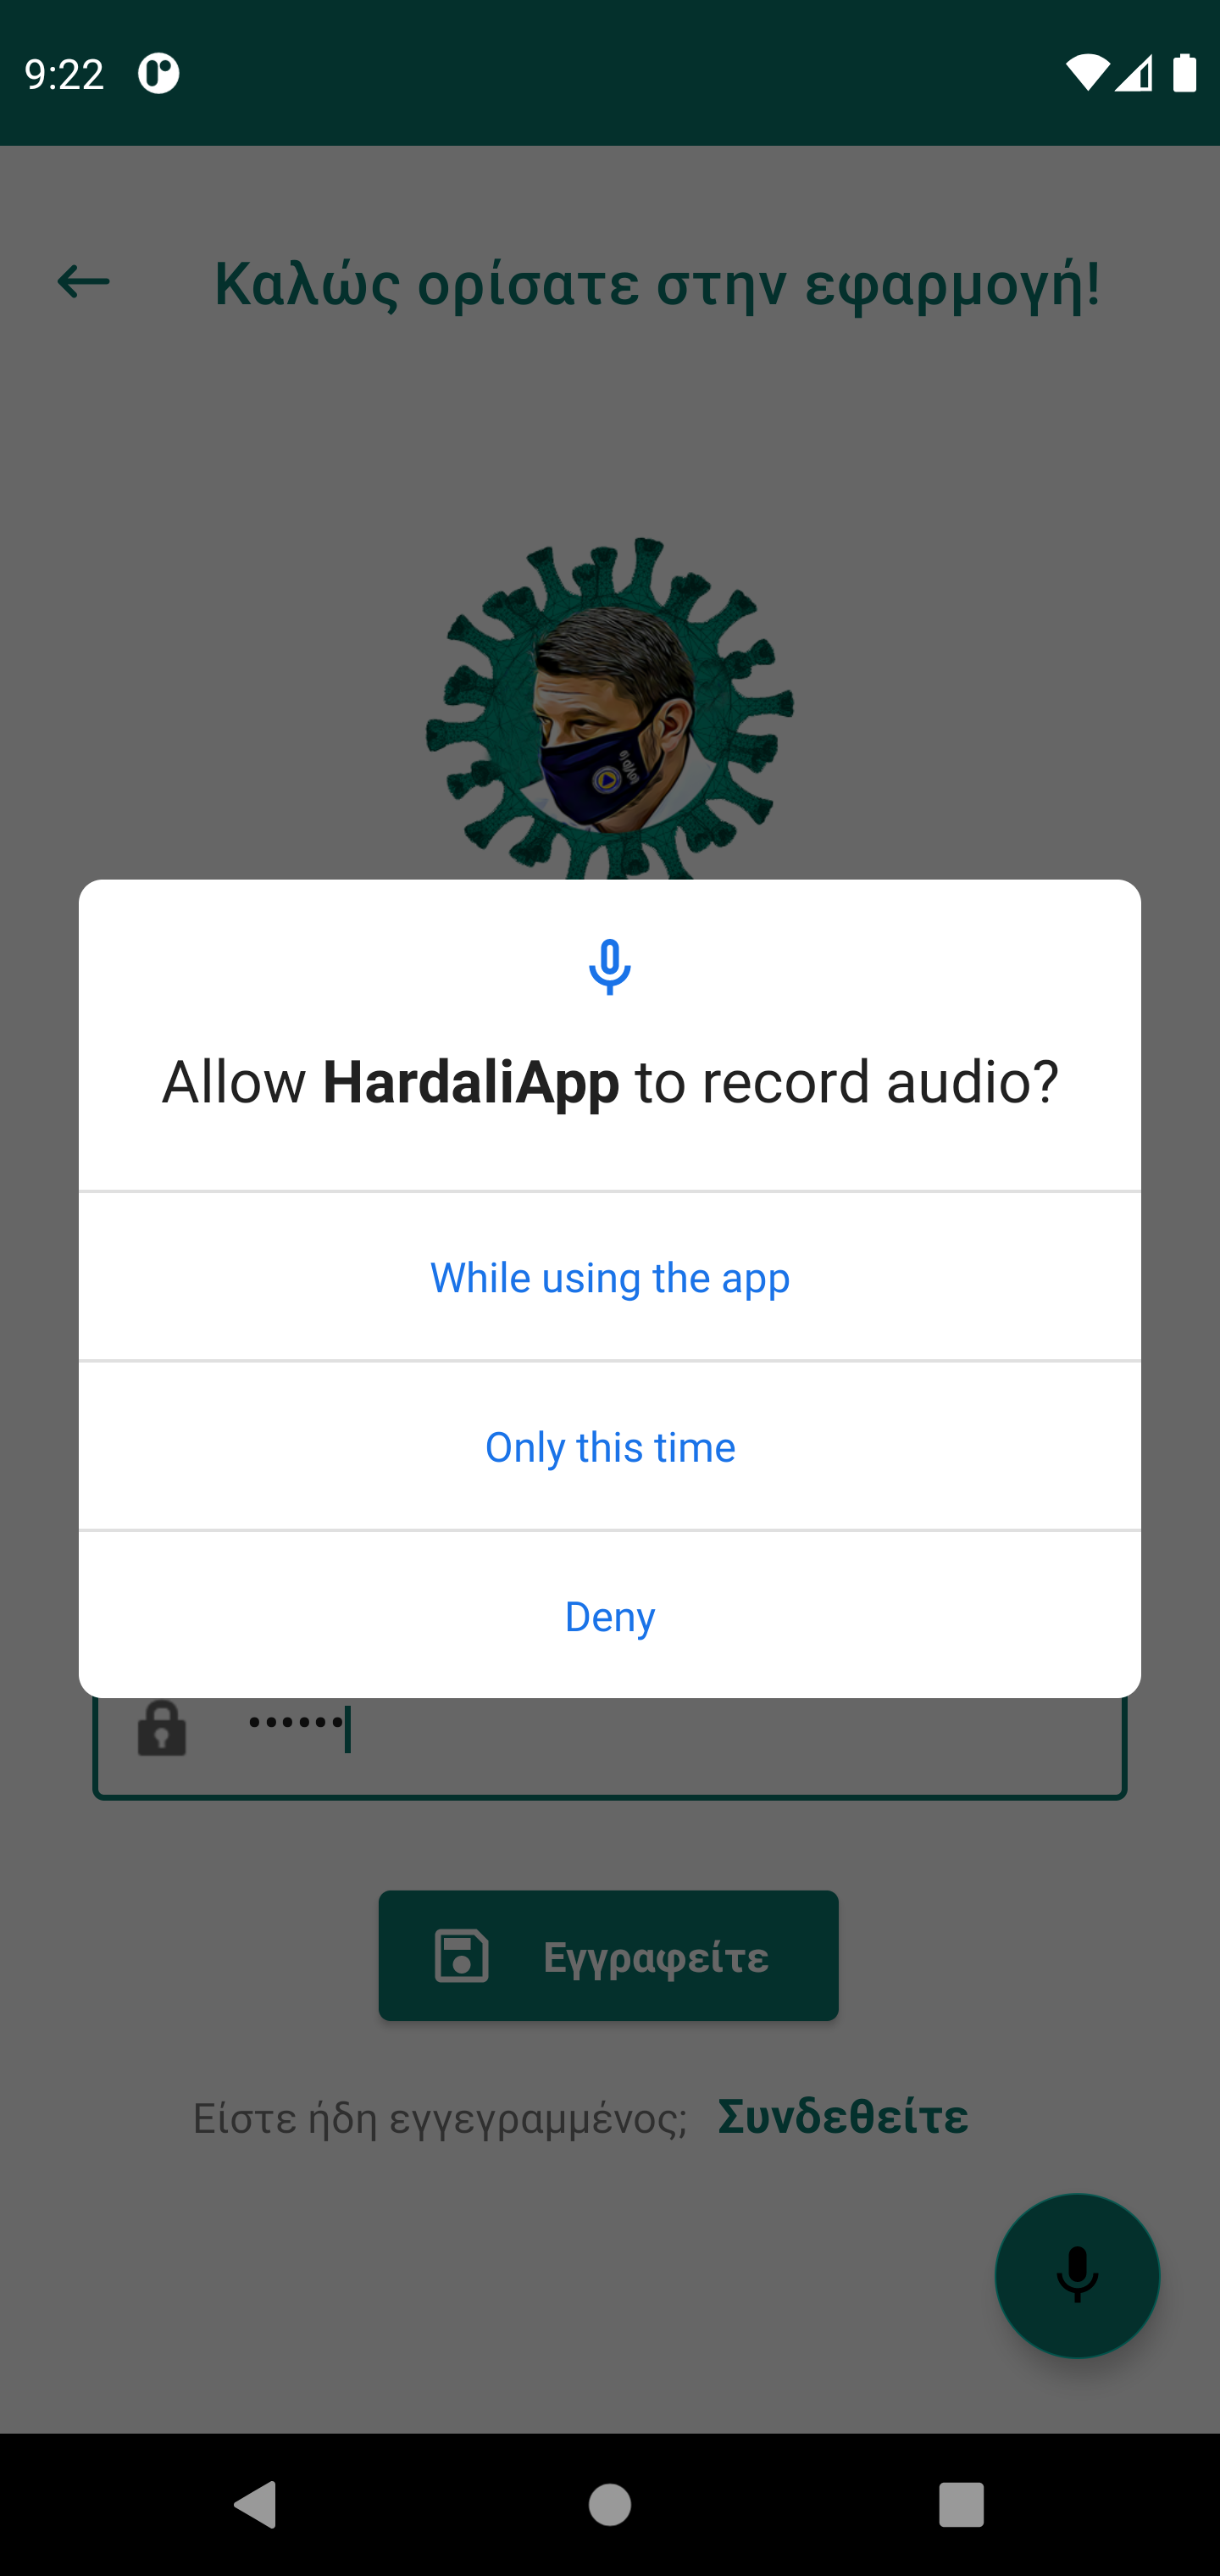 9:22
Καλώς ορίσατε στην εφαρμογή!
Allow HardaliApp to record audio?
While using the app
Only this time
Deny
••••••
Εγγραφείτε
Είστε ήδη εγγεγραμμένος; Συνδεθείτε